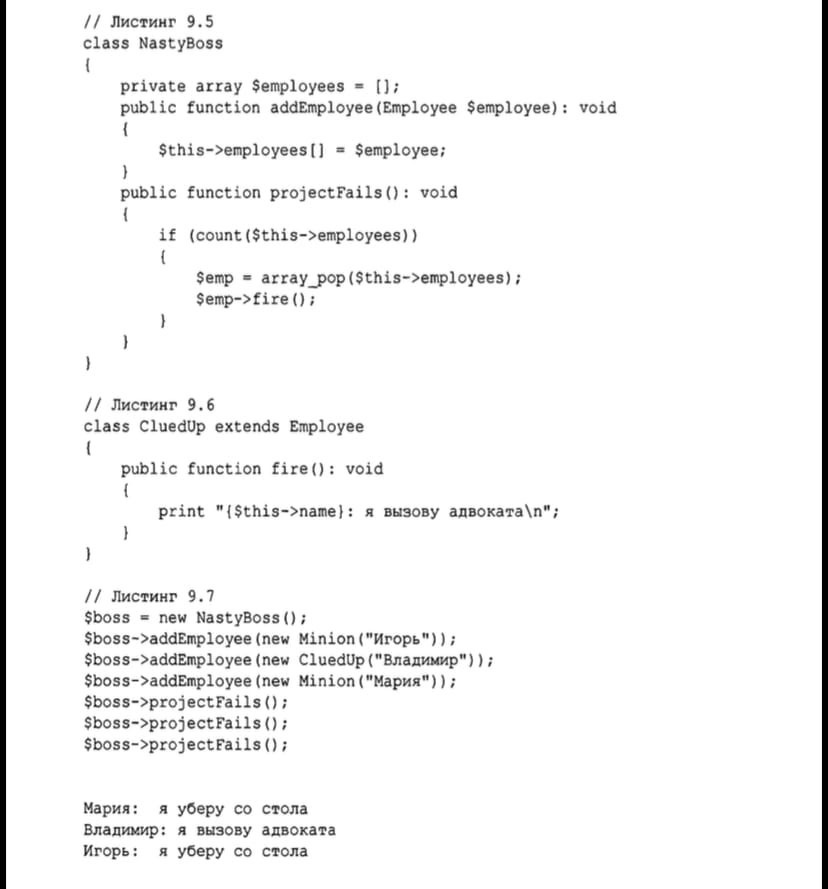 // Листинг 9.5
class NastyBoss
{
    private array $employees = [];
    public function addEmployee(Employee $employee): void
    {
        $this->employees[] = $employee;
    }
    public function projectFails(): void
    {
        if (count($this->employees))
        {
            $emp = array_pop($this->employees);
            $emp->fire();
        }
    }
}
// Листинг 9.6
class CluedUp extends Employee
{
    public function fire(): void
    {
        print "{$this->name}: я вызову адвоката\n";
    }
}
// Листинг 9.7
$boss = new NastyBoss();
$boss->addEmployee(new Minion("Игорь"));
$boss->addEmployee(new CluedUp("Владимир"));
$boss->addEmployee(new Minion("Мария"));
$boss->projectFails();
$boss->projectFails();
$boss->projectFails();
Мария:  я уберу со стола
Владимир: я вызову адвоката
Игорь:  я уберу со стола